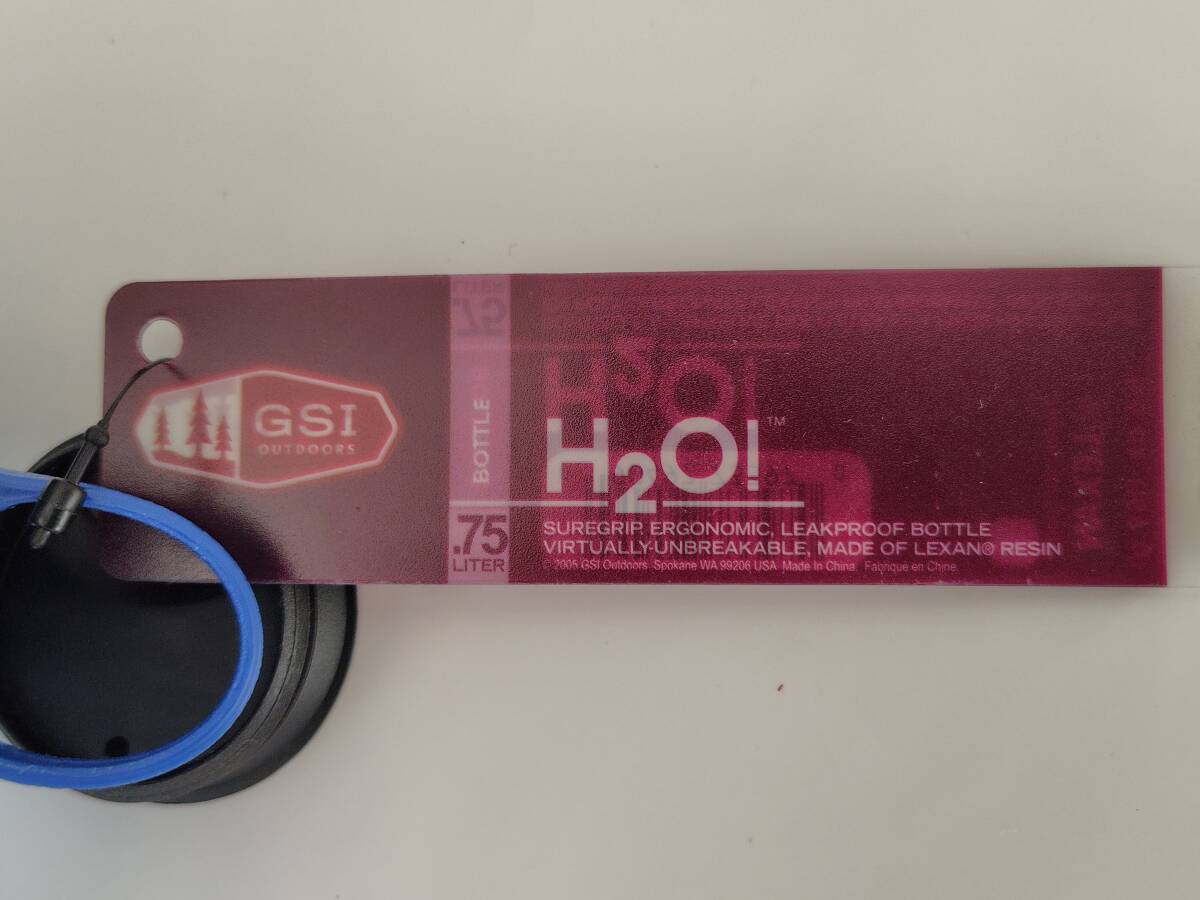 GSI
OUTDOORS
BOTTLE
.75
LITER
H2O!™
SUREGRIP, ERGONOMIC, LEAKPROOF BOTTLE
VIRTUALLY-UNBREAKABLE, MADE OF LEXAN® RESIN
© 2005 GSI Outdoors. Spokane WA 99206 USA. Made In China. Fabriqué en Chine.